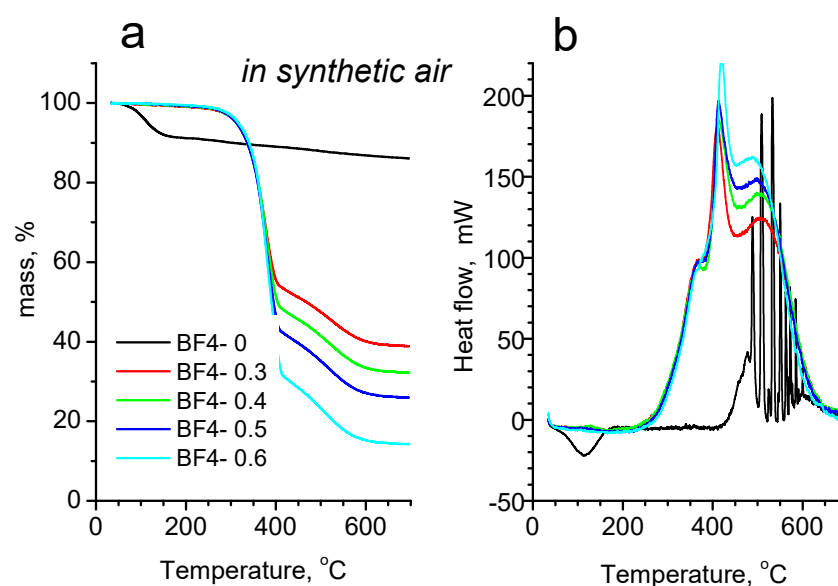 a
b
in synthetic air
100
80
60
40
20
0
mass, %
BF4- 0
BF4- 0.3
BF4- 0.4
BF4- 0.5
BF4- 0.6
0
200
400
600
Temperature, °C
200
150
100
50
0
-50
Heat flow, mW
0
200
400
600
Temperature, °C